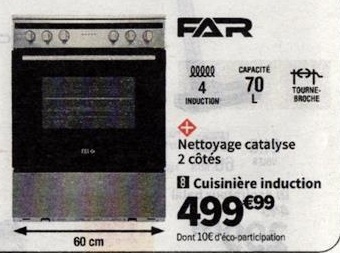 FAR
CAPACITÉ
4
70
INDUCTION
L
TOURNE-
BROCHE
Nettoyage catalyse
2 côtés
8 Cuisinière induction
499€99
Dont 10€ d'éco-participation
60 cm